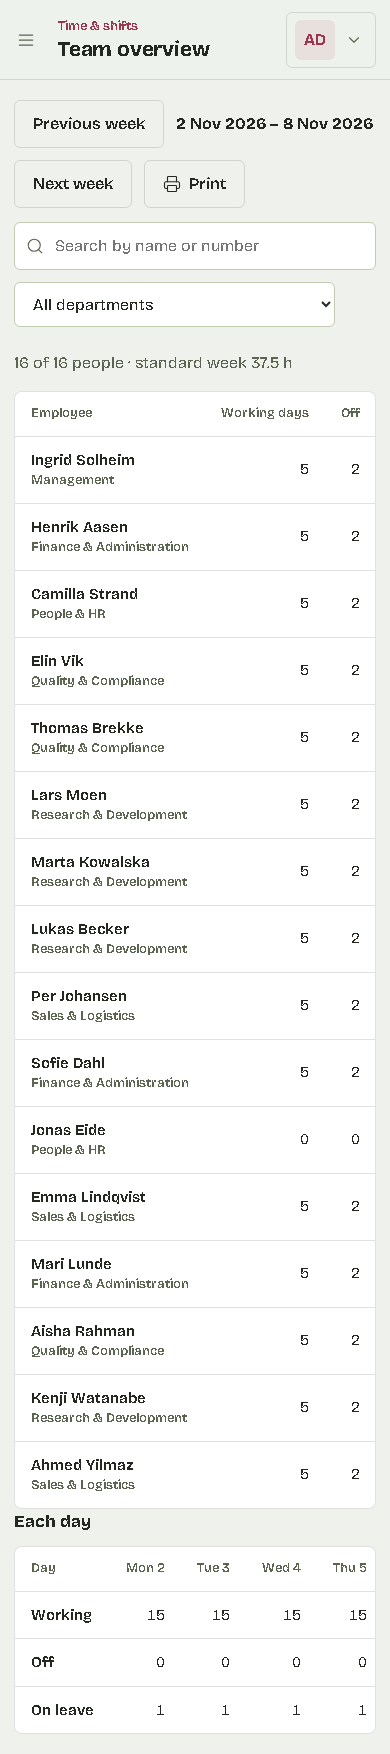 Time & shifts
Team overview
AD
Previous week
2 Nov 2026 – 8 Nov 2026
Next week
Print
Search by name or number
All departments
16 of 16 people · standard week 37.5 h
Employee Working days Off
Ingrid Solheim
Management
5 2
Henrik Aasen
Finance & Administration
5 2
Camilla Strand
People & HR
5 2
Elin Vik
Quality & Compliance
5 2
Thomas Brekke
Quality & Compliance
5 2
Lars Moen
Research & Development
5 2
Marta Kowalska
Research & Development
5 2
Lukas Becker
Research & Development
5 2
Per Johansen
Sales & Logistics
5 2
Sofie Dahl
Finance & Administration
5 2
Jonas Eide
People & HR
0 0
Emma Lindqvist
Sales & Logistics
5 2
Mari Lunde
Finance & Administration
5 2
Aisha Rahman
Quality & Compliance
5 2
Kenji Watanabe
Research & Development
5 2
Ahmed Yilmaz
Sales & Logistics
5 2
Each day
Day Mon 2 Tue 3 Wed 4 Thu 5
Working 15 15 15 15
Off 0 0 0 0
On leave 1 1 1 1